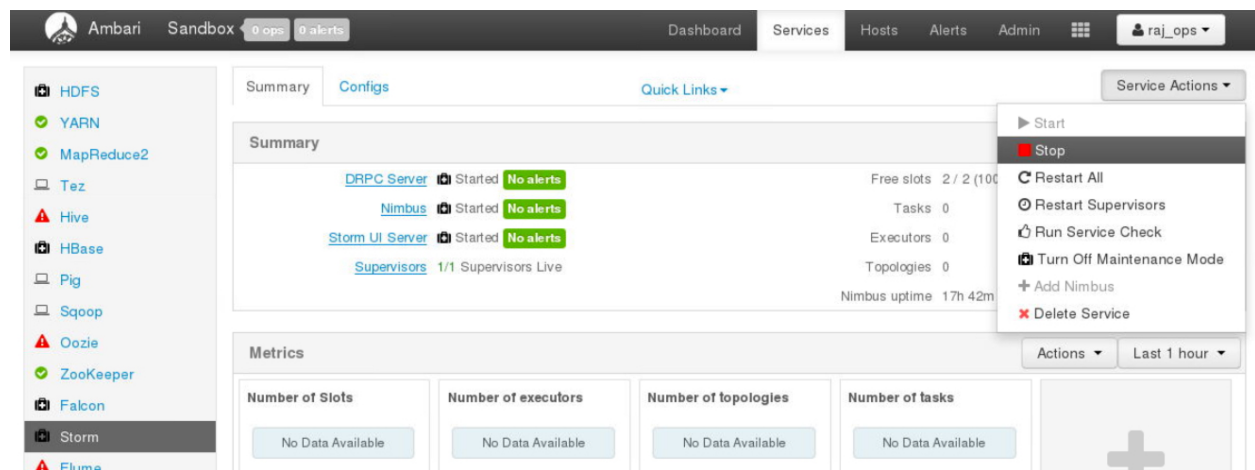 Ambari Sandbox 0 ops 0 alerts Dashboard Services Hosts Alerts Admin raj_ops
HDFS
YARN
MapReduce2
Tez
Hive
HBase
Pig
Sqoop
Oozie
ZooKeeper
Falcon
Storm
Flume
Summary Configs Quick Links Service Actions
Start
Stop
Restart All
Restart Supervisors
Run Service Check
Turn Off Maintenance Mode
Add Nimbus
Delete Service
Summary
DRPC Server Started No alerts
Nimbus Started No alerts
Storm UI Server Started No alerts
Supervisors 1/1 Supervisors Live
Free slots 2 / 2 (100
Tasks 0
Executors 0
Topologies 0
Nimbus uptime 17h 42m
Metrics Actions Last 1 hour
Number of Slots Number of executors Number of topologies Number of tasks
No Data Available No Data Available No Data Available No Data Available